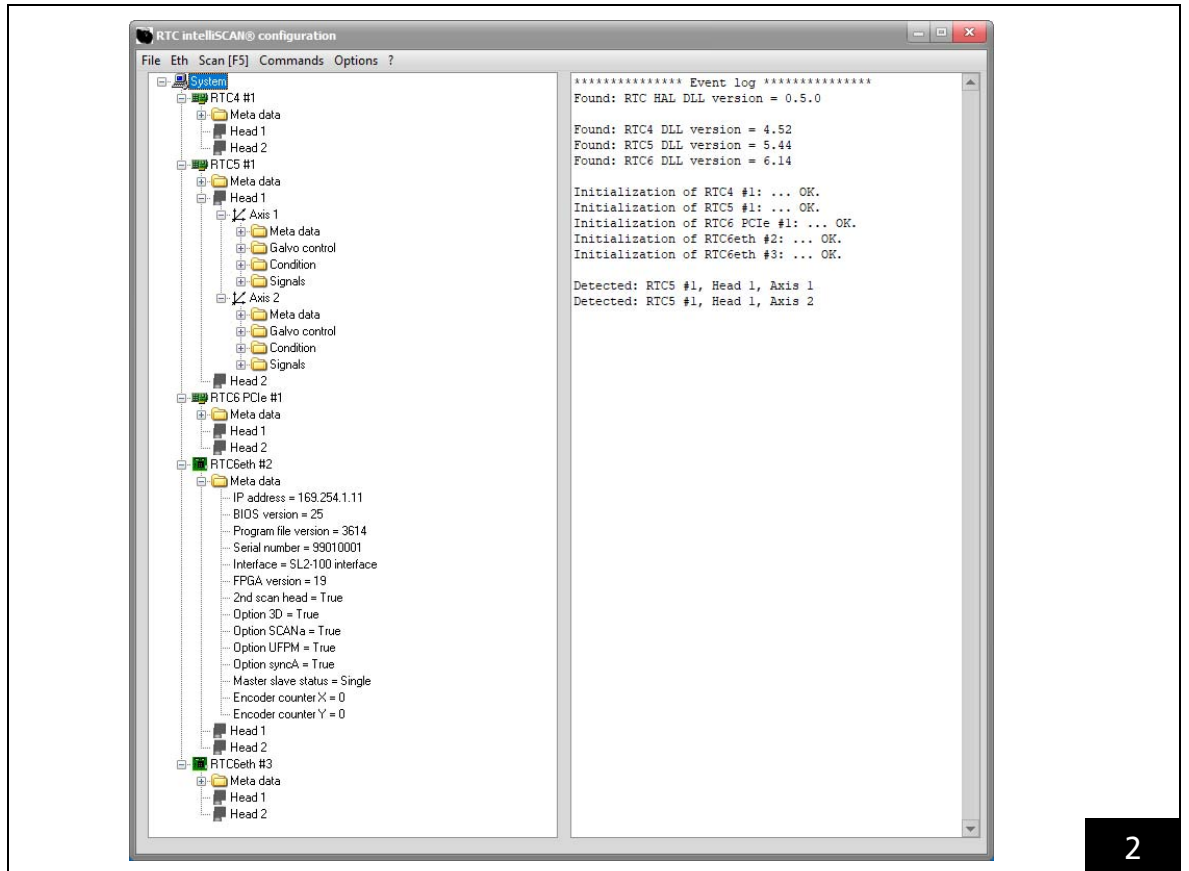 RTC intelliSCAN® configuration
File Eth Scan [F5] Commands Options ?
System
RTC4 #1
Meta data
Head 1
Head 2
RTC5 #1
Meta data
Head 1
Axis 1
Meta data
Galvo control
Condition
Signals
Axis 2
Meta data
Galvo control
Condition
Signals
Head 2
RTC6 PCIe #1
Meta data
Head 1
Head 2
RTC6eth #2
Meta data
IP address = 169.254.1.11
BIOS version = 25
Program file version = 3614
Serial number = 99010001
Interface = SL2-100 interface
FPGA version = 19
2nd scan head = True
Option 3D = True
Option SCANa = True
Option UFPM = True
Option syncA = True
Master slave status = Single
Encoder counter X = 0
Encoder counter Y = 0
Head 1
Head 2
RTC6eth #3
Meta data
Head 1
Head 2
*************** Event log ***************
Found: RTC HAL DLL version = 0.5.0
Found: RTC4 DLL version = 4.52
Found: RTC5 DLL version = 5.44
Found: RTC6 DLL version = 6.14
Initialization of RTC4 #1: ... OK.
Initialization of RTC5 #1: ... OK.
Initialization of RTC6 PCIe #1: ... OK.
Initialization of RTC6eth #2: ... OK.
Initialization of RTC6eth #3: ... OK.
Detected: RTC5 #1, Head 1, Axis 1
Detected: RTC5 #1, Head 1, Axis 2
2